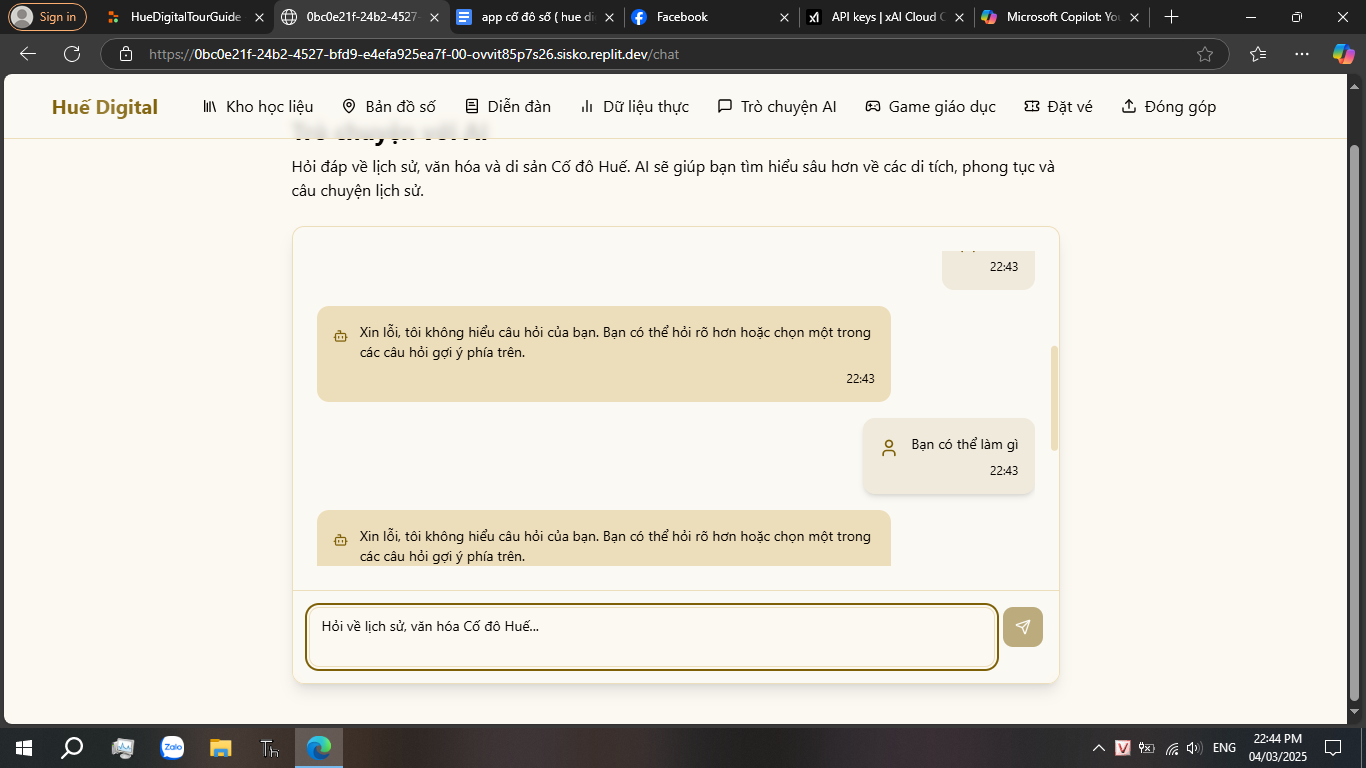 Sign in
HueDigitalTourGuide
0bc0e21f-24b2-4527-
app cố đô số ( hue di
Facebook
API keys | xAI Cloud C
Microsoft Copilot: You
https://0bc0e21f-24b2-4527-bfd9-e4efa925ea7f-00-ovvit85p7s26.sisko.replit.dev/chat
Huế Digital
Kho học liệu
Bản đồ số
Diễn đàn
Dữ liệu thực
Trò chuyện AI
Game giáo dục
Đặt vé
Đóng góp
Trò chuyện với AI
Hỏi đáp về lịch sử, văn hóa và di sản Cố đô Huế. AI sẽ giúp bạn tìm hiểu sâu hơn về các di tích, phong tục và
câu chuyện lịch sử.
22:43
Xin lỗi, tôi không hiểu câu hỏi của bạn. Bạn có thể hỏi rõ hơn hoặc chọn một trong
các câu hỏi gợi ý phía trên.
22:43
Bạn có thể làm gì
22:43
Xin lỗi, tôi không hiểu câu hỏi của bạn. Bạn có thể hỏi rõ hơn hoặc chọn một trong
các câu hỏi gợi ý phía trên.
Hỏi về lịch sử, văn hóa Cố đô Huế...
Zalo
Th
V
ENG
22:44 PM
04/03/2025